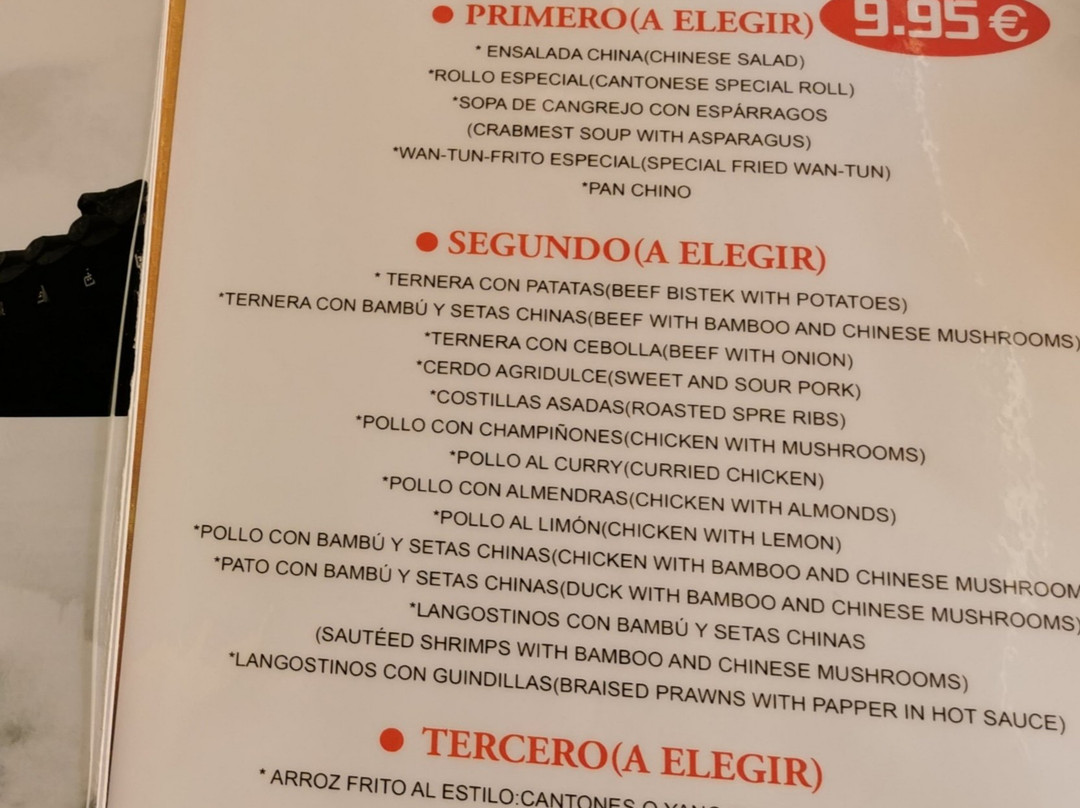 ● PRIMERO(A ELEGIR)
9.95€
* ENSALADA CHINA(CHINESE SALAD)
*ROLLO ESPECIAL(CANTONESE SPECIAL ROLL)
*SOPA DE CANGREJO CON ESPÁRRAGOS
(CRABMEST SOUP WITH ASPARAGUS)
*WAN-TUN-FRITO ESPECIAL(SPECIAL FRIED WAN-TUN)
*PAN CHINO
● SEGUNDO(A ELEGIR)
* TERNERA CON PATATAS(BEEF BISTEK WITH POTATOES)
*TERNERA CON BAMBÚ Y SETAS CHINAS(BEEF WITH BAMBOO AND CHINESE MUSHROOMS)
*TERNERA CON CEBOLLA(BEEF WITH ONION)
*CERDO AGRIDULCE(SWEET AND SOUR PORK)
*COSTILLAS ASADAS(ROASTED SPRE RIBS)
*POLLO CON CHAMPIÑONES(CHICKEN WITH MUSHROOMS)
*POLLO AL CURRY(CURRIED CHICKEN)
*POLLO CON ALMENDRAS(CHICKEN WITH ALMONDS)
*POLLO AL LIMÓN(CHICKEN WITH LEMON)
*POLLO CON BAMBÚ Y SETAS CHINAS(CHICKEN WITH BAMBOO AND CHINESE MUSHROOM
*PATO CON BAMBÚ Y SETAS CHINAS(DUCK WITH BAMBOO AND CHINESE MUSHROOMS)
*LANGOSTINOS CON BAMBÚ Y SETAS CHINAS
(SAUTÉED SHRIMPS WITH BAMBOO AND CHINESE MUSHROOMS)
*LANGOSTINOS CON GUINDILLAS(BRAISED PRAWNS WITH PAPPER IN HOT SAUCE)
● TERCERO(A ELEGIR)
* ARROZ FRITO AL ESTILO:CANTONES O